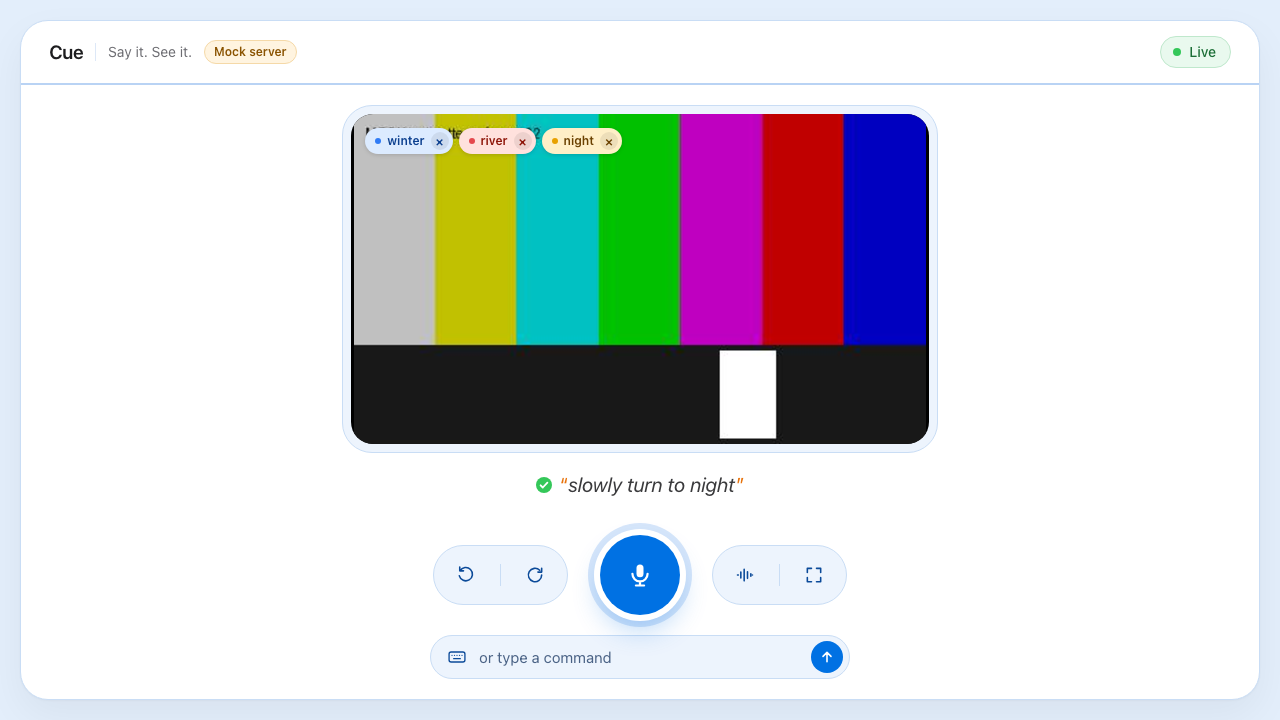 Cue
Say it. See it.
Mock server
Live
winter ×
river ×
night ×
“slowly turn to night”
or type a command